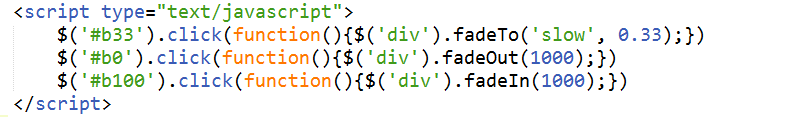 <script type="text/javascript">
$('#b33').click(function(){$('div').fadeTo('slow', 0.33);})
$('#b0').click(function(){$('div').fadeOut(1000);})
$('#b100').click(function(){$('div').fadeIn(1000);})
</script>